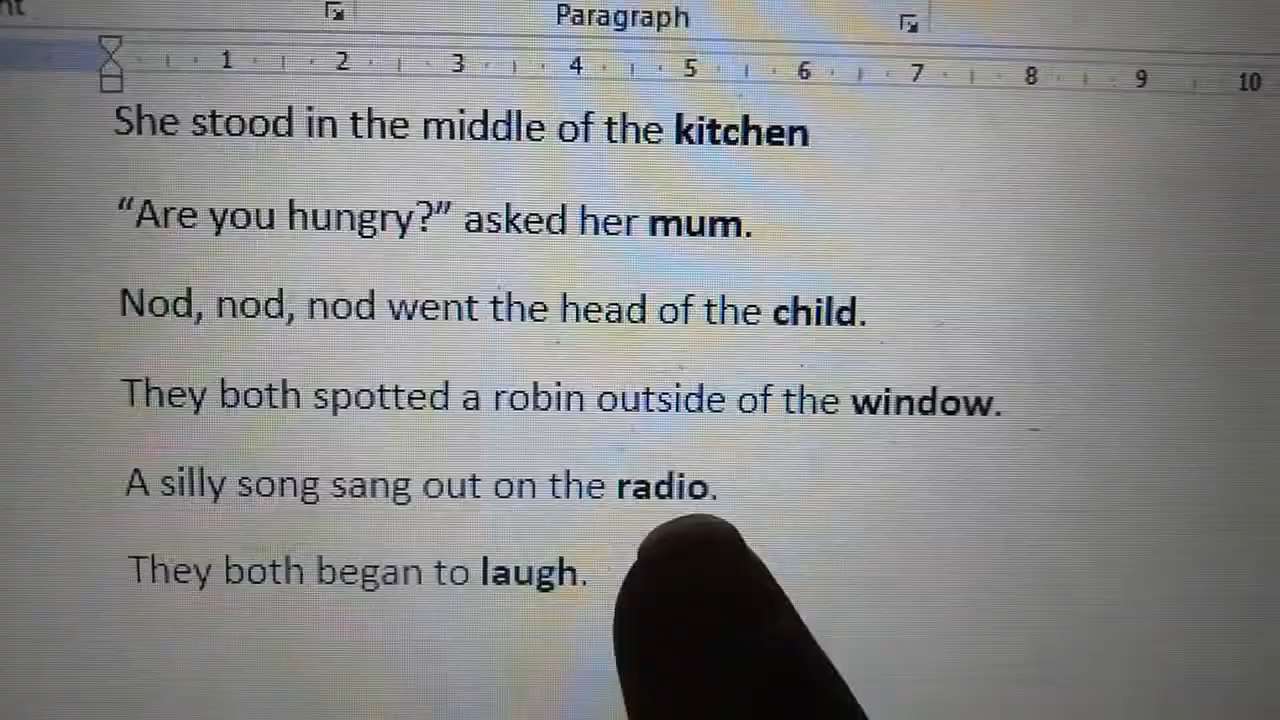 nt
Paragraph
1 2 3 4 5 6 7 8 9 10
She stood in the middle of the kitchen
“Are you hungry?” asked her mum.
Nod, nod, nod went the head of the child.
They both spotted a robin outside of the window.
A silly song sang out on the radio.
They both began to laugh.